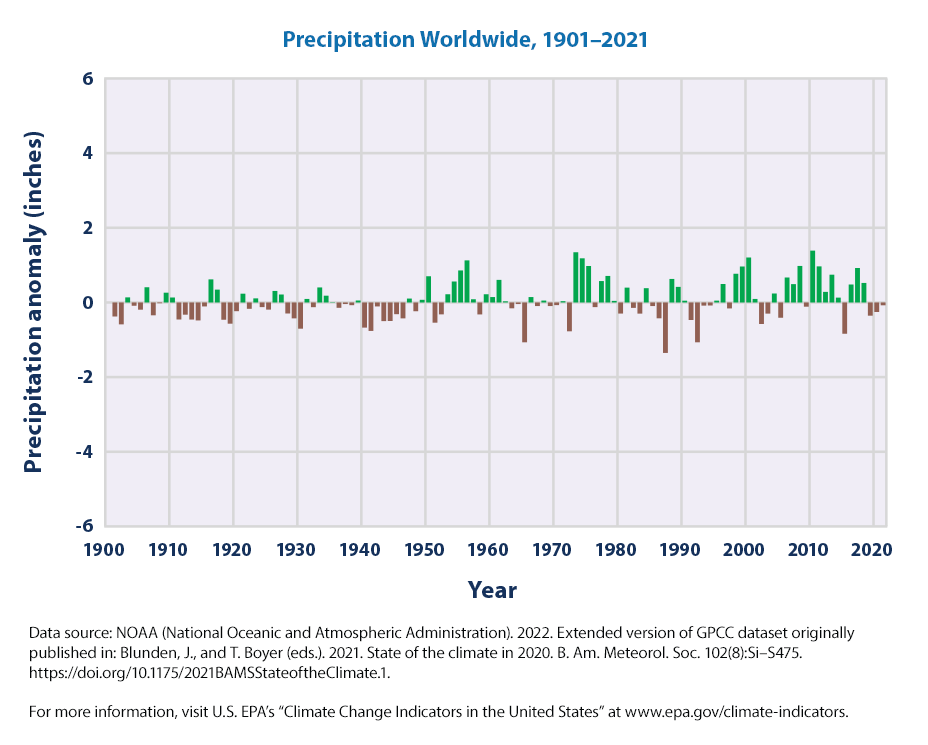 Precipitation Worldwide, 1901–2021
Precipitation anomaly (inches)
6
4
2
0
-2
-4
-6
1900 1910 1920 1930 1940 1950 1960 1970 1980 1990 2000 2010 2020
Year
Data source: NOAA (National Oceanic and Atmospheric Administration). 2022. Extended version of GPCC dataset originally
published in: Blunden, J., and T. Boyer (eds.). 2021. State of the climate in 2020. B. Am. Meteorol. Soc. 102(8):Si–S475.
https://doi.org/10.1175/2021BAMSStateoftheClimate.1.
For more information, visit U.S. EPA’s “Climate Change Indicators in the United States” at www.epa.gov/climate-indicators.